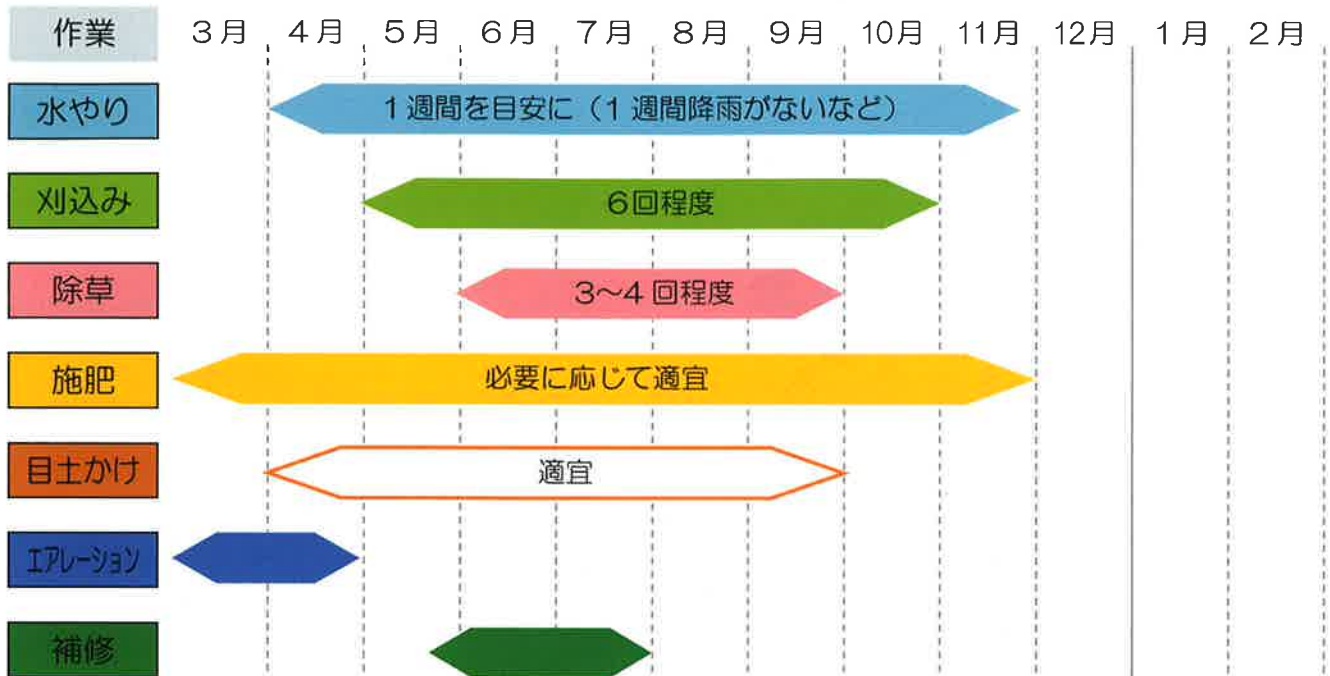 作業 3月 4月 5月 6月 7月 8月 9月 10月 11月 12月 1月 2月
水やり 1週間を目安に（1週間降雨がないなど）
刈込み 6回程度
除草 3～4回程度
施肥 必要に応じて適宜
目土かけ 適宜
エアレーション
補修